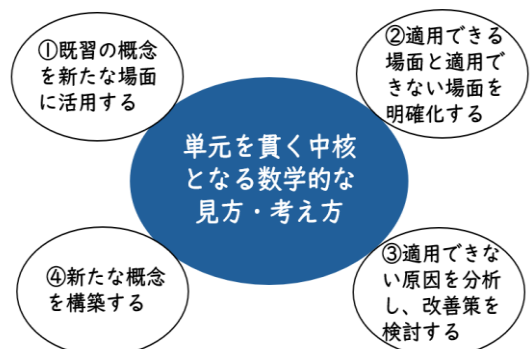 ①既習の概念
を新たな場面
に活用する
②適用できる
場面と適用で
きない場面を
明確化する
単元を貫く中核
となる数学的な
見方・考え方
④新たな概念
を構築する
③適用できな
い原因を分析
し、改善策を
検討する